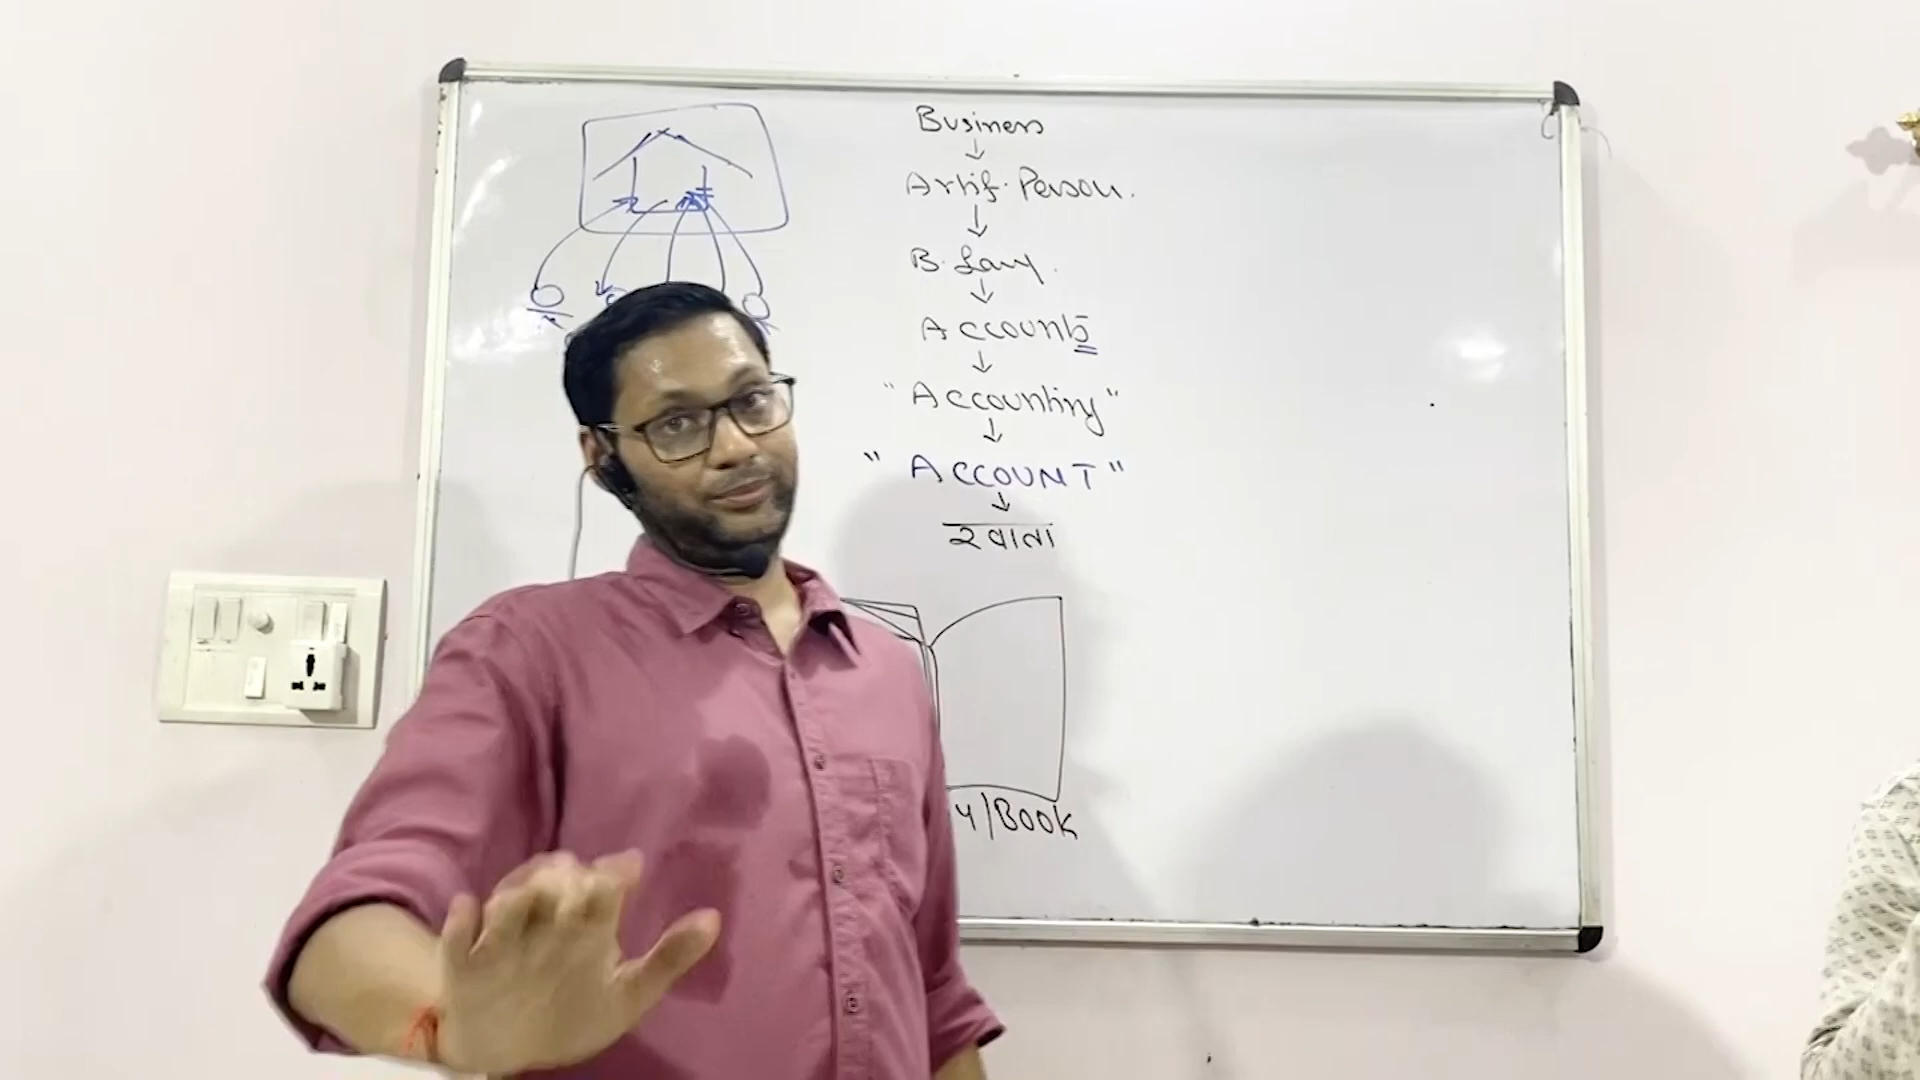 Business
Artif. Person.
B. Lang.
Accounts
"Accounting"
"ACCOUNT"
खाता
y/Book